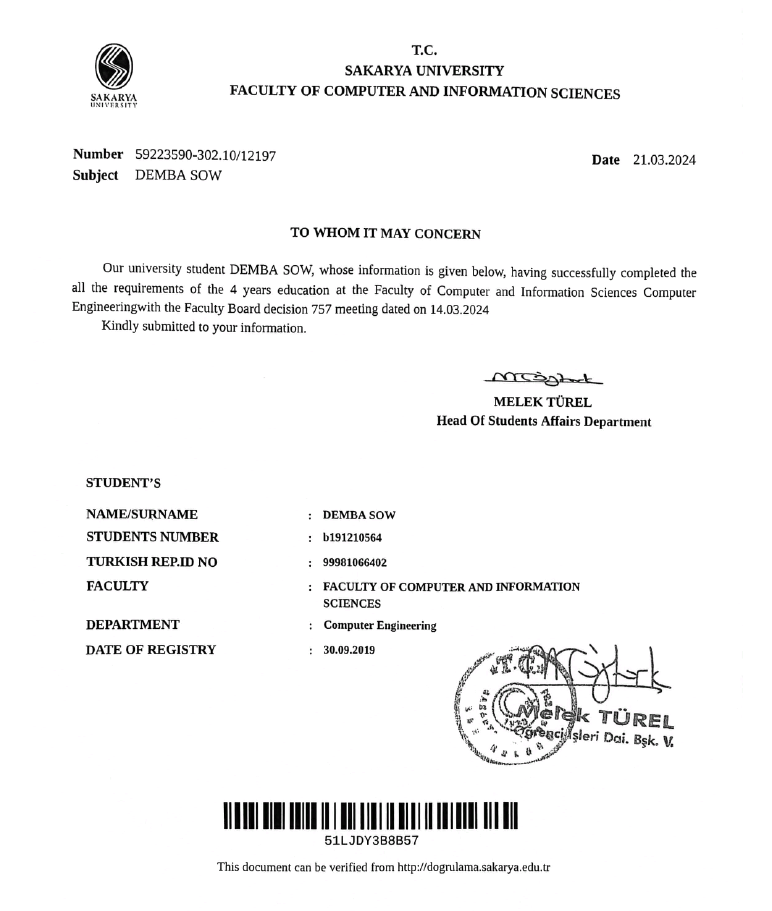 SAKARYA
UNIVERSITY
T.C.
SAKARYA UNIVERSITY
FACULTY OF COMPUTER AND INFORMATION SCIENCES
Number 59223590-302.10/12197
Date 21.03.2024
Subject DEMBA SOW
TO WHOM IT MAY CONCERN
Our university student DEMBA SOW, whose information is given below, having successfully completed the
all the requirements of the 4 years education at the Faculty of Computer and Information Sciences Computer
Engineeringwith the Faculty Board decision 757 meeting dated on 14.03.2024
Kindly submitted to your information.
MELEK TÜREL
Head Of Students Affairs Department
STUDENT'S
NAME/SURNAME : DEMBA SOW
STUDENTS NUMBER : b191210564
TURKISH REP.ID NO : 99981066402
FACULTY : FACULTY OF COMPUTER AND INFORMATION
SCIENCES
DEPARTMENT : Computer Engineering
DATE OF REGISTRY : 30.09.2019
T.C.
Melek TÜREL
Öğrenci İşleri Dai. Bşk. V.
51LJDY3B8B57
This document can be verified from http://dogrulama.sakarya.edu.tr